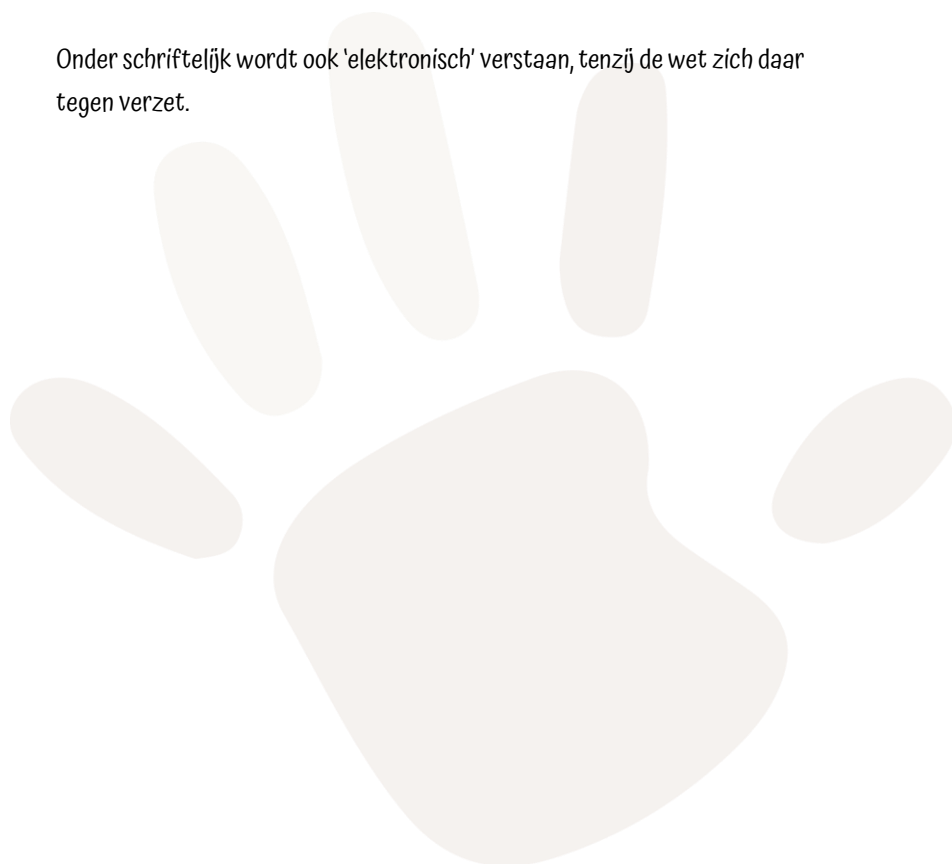 Onder schriftelijk wordt ook ‘elektronisch’ verstaan, tenzij de wet zich daar
tegen verzet.